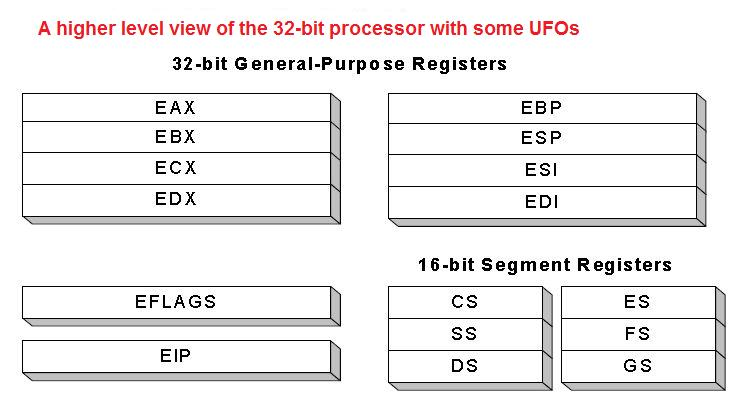 A higher level view of the 32-bit processor with some UFOs
32-bit General-Purpose Registers
EAX
EBX
ECX
EDX
EBP
ESP
ESI
EDI
16-bit Segment Registers
EFLAGS
EIP
CS
SS
DS
ES
FS
GS